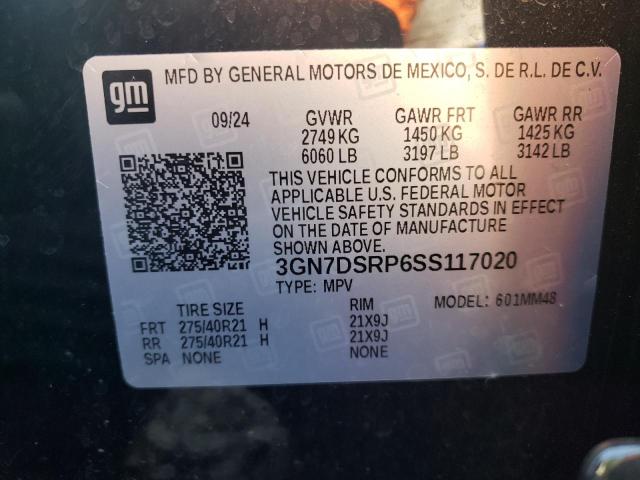 gm
MFD BY GENERAL MOTORS DE MEXICO, S. DE R.L. DE C.V.
09/24 GVWR GAWR FRT GAWR RR
2749 KG 1450 KG 1425 KG
6060 LB 3197 LB 3142 LB
THIS VEHICLE CONFORMS TO ALL
APPLICABLE U.S. FEDERAL MOTOR
VEHICLE SAFETY STANDARDS IN EFFECT
ON THE DATE OF MANUFACTURE
SHOWN ABOVE.
3GN7DSRP6SS117020
TYPE: MPV
MODEL: 601MM48
TIRE SIZE RIM
FRT 275/40R21 H 21X9J
RR 275/40R21 H 21X9J
SPA NONE NONE